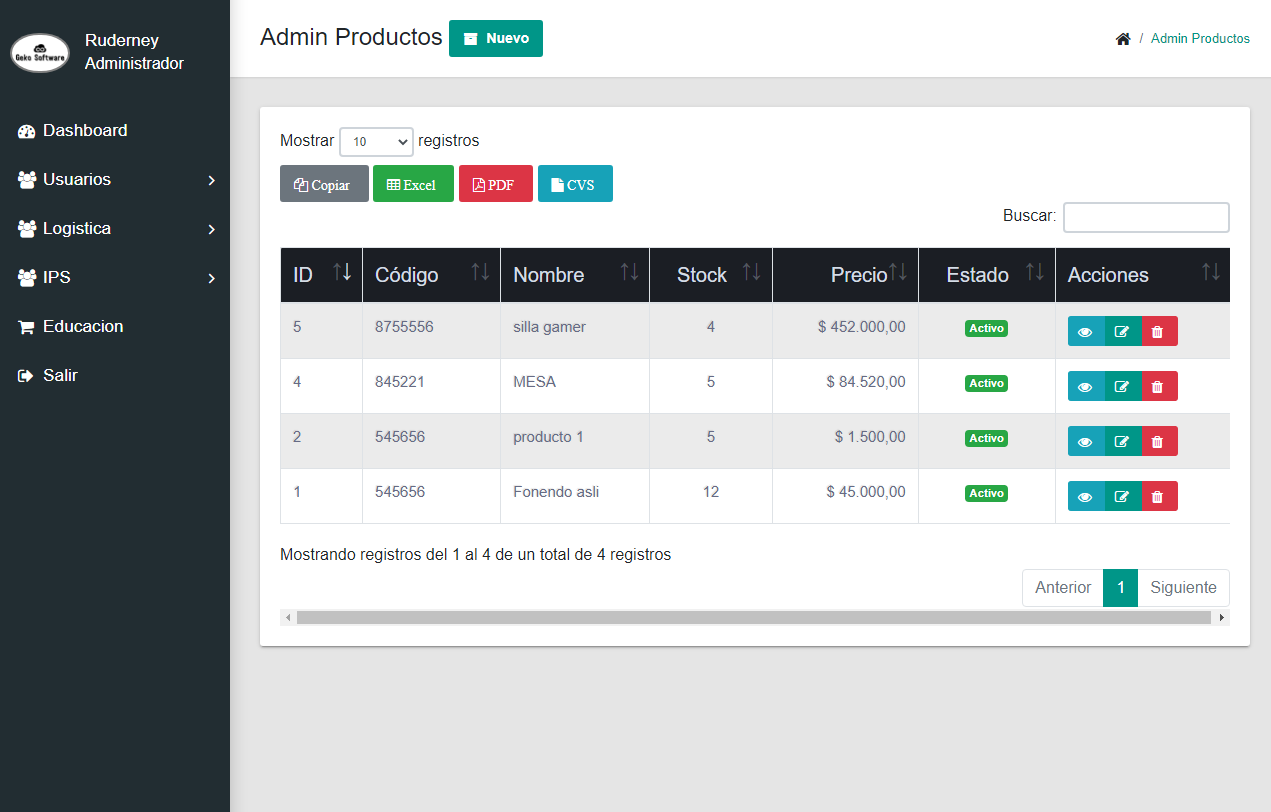 Geko Software
Ruderney
Administrador
Dashboard
Usuarios
Logistica
IPS
Educacion
Salir
Admin Productos Nuevo
/ Admin Productos
Mostrar 10 registros
Copiar Excel PDF CVS
Buscar:
ID Código Nombre Stock Precio Estado Acciones
5 8755556 silla gamer 4 $ 452.000,00 Activo
4 845221 MESA 5 $ 84.520,00 Activo
2 545656 producto 1 5 $ 1.500,00 Activo
1 545656 Fonendo asli 12 $ 45.000,00 Activo
Mostrando registros del 1 al 4 de un total de 4 registros
Anterior 1 Siguiente